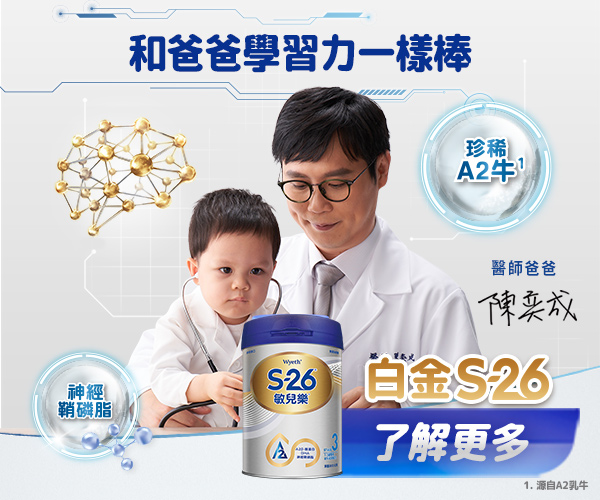 和爸爸學習力一樣棒
珍稀
A2牛1
醫師爸爸
陳奕成
Wyeth®
S-26
敏兒樂
白金S-26
神經
鞘磷脂
A2
3
了解更多
1. 源自A2乳牛